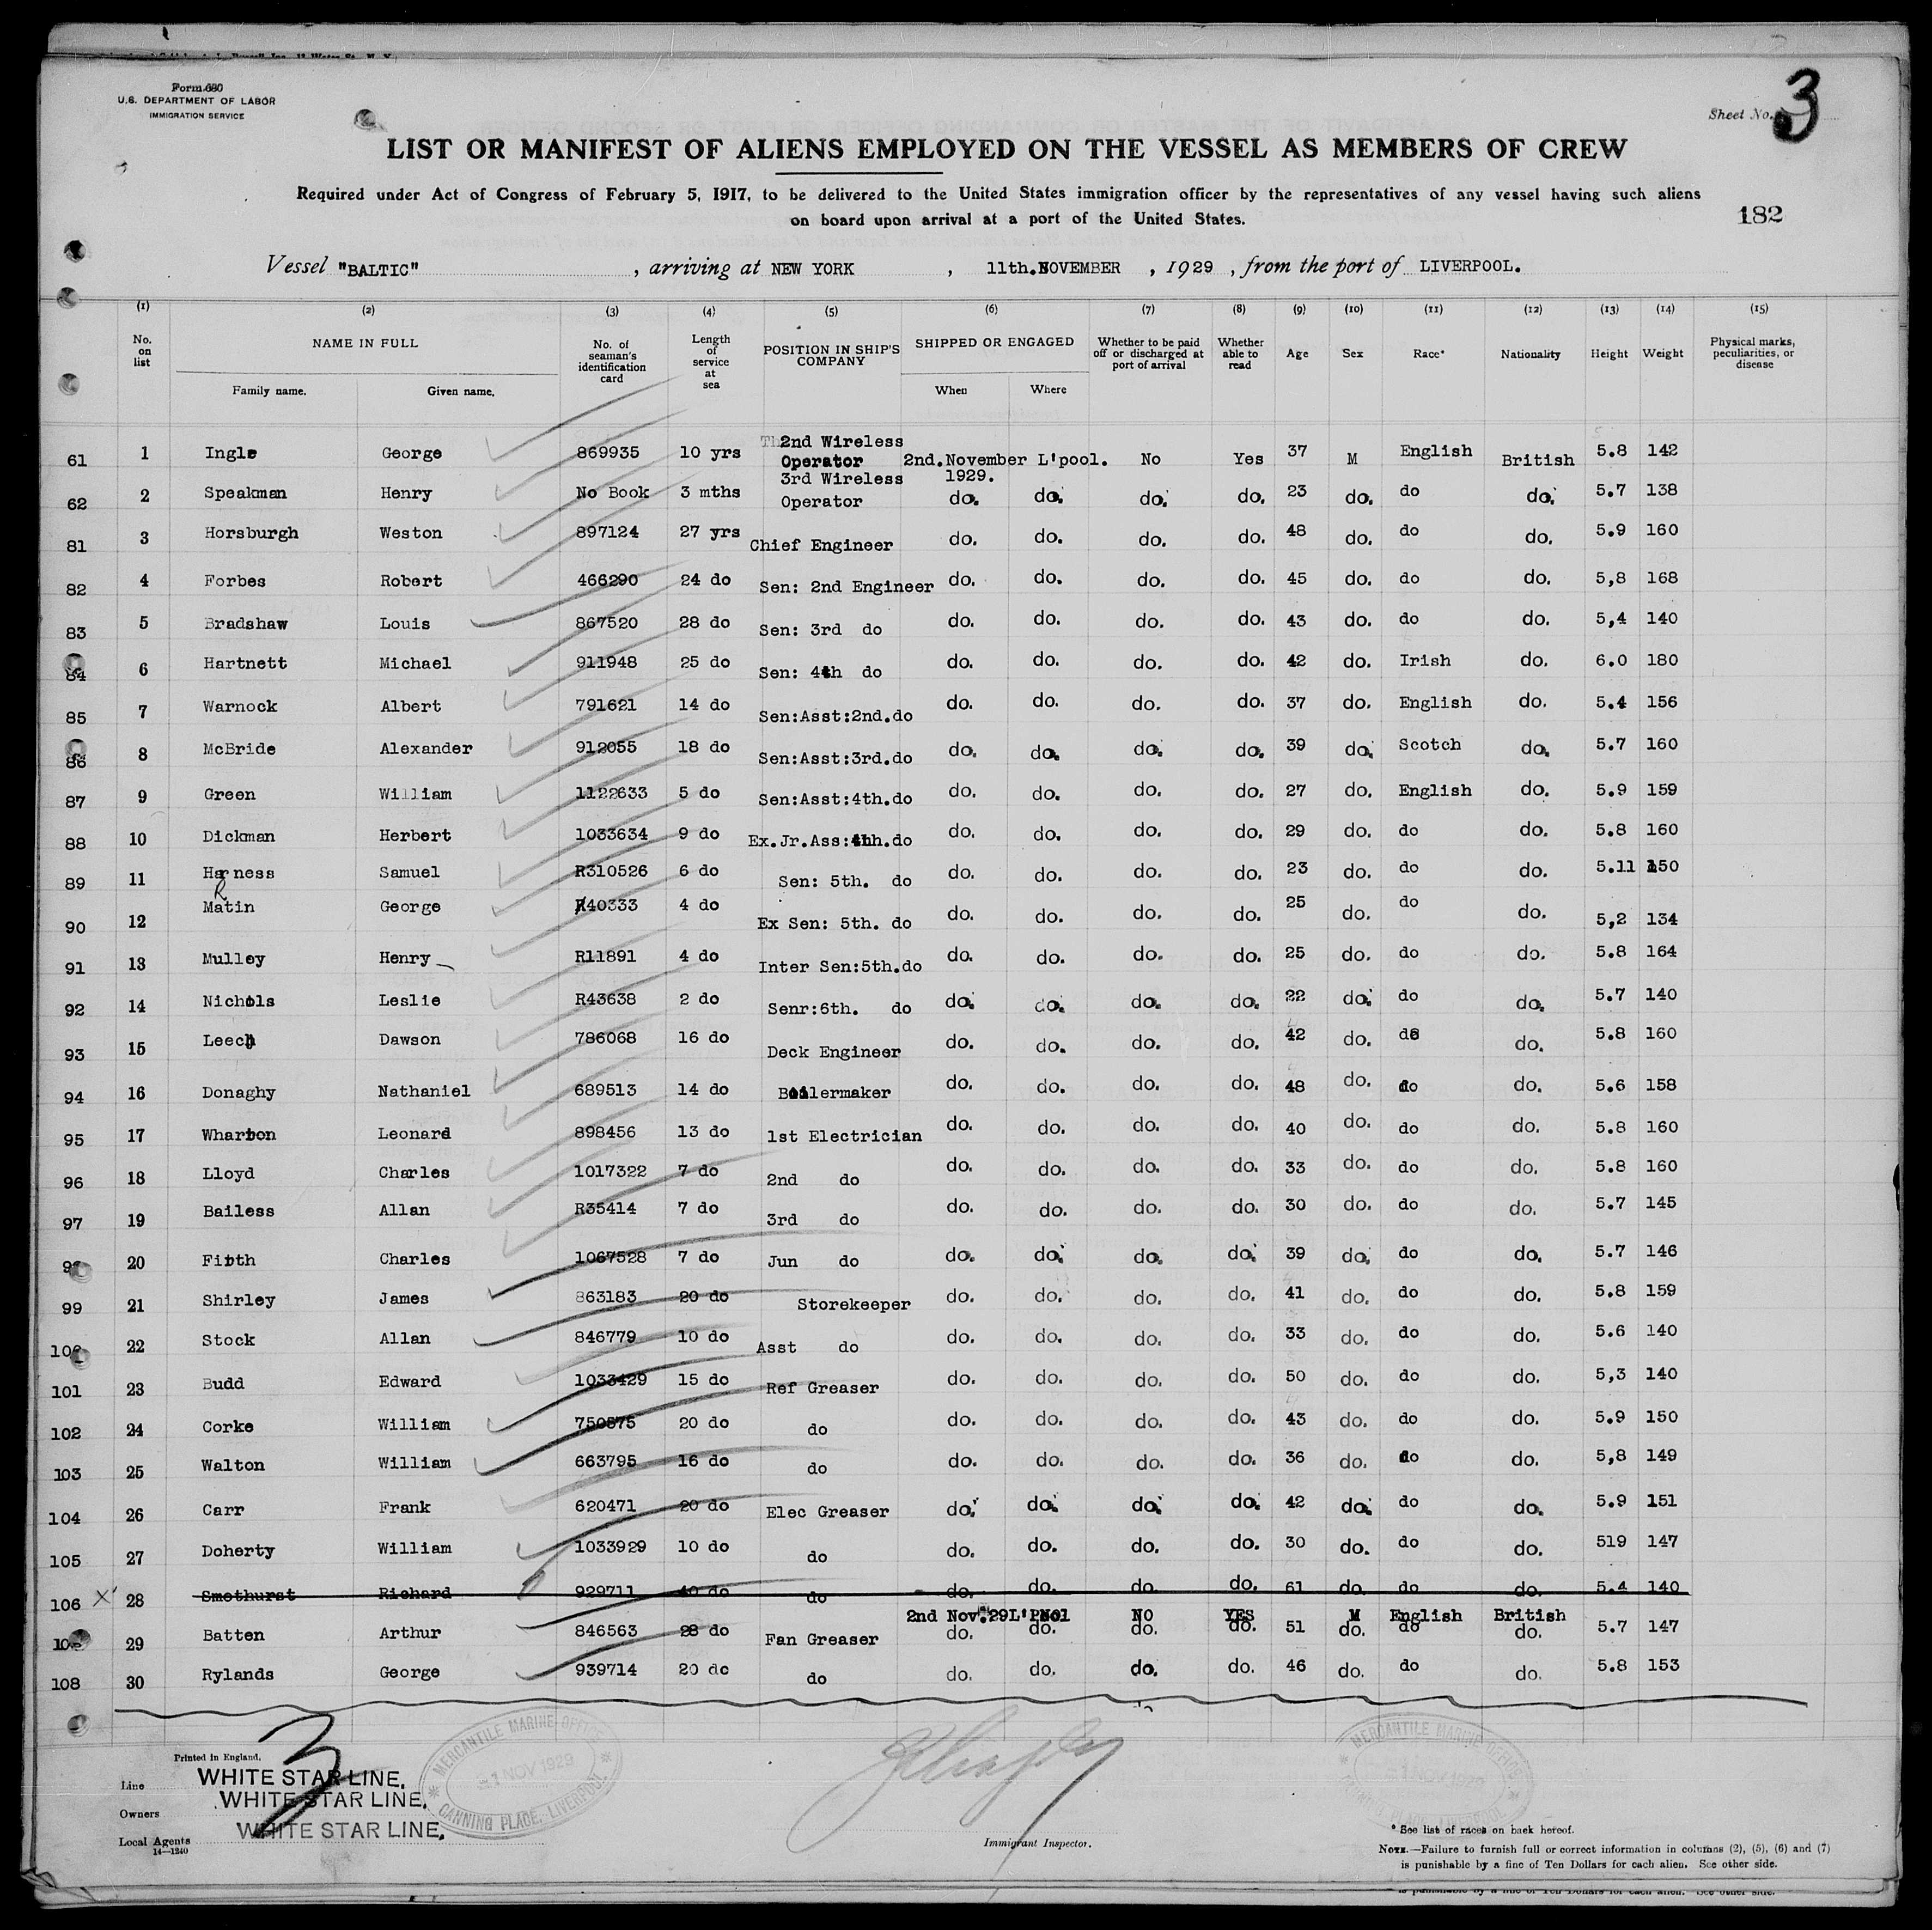 Form 680
U.S. DEPARTMENT OF LABOR
IMMIGRATION SERVICE
Sheet No. 3
LIST OR MANIFEST OF ALIENS EMPLOYED ON THE VESSEL AS MEMBERS OF CREW
Required under Act of Congress of February 5, 1917, to be delivered to the United States immigration officer by the representatives of any vessel having such aliens
on board upon arrival at a port of the United States.
182
Vessel "BALTIC", arriving at NEW YORK, 11th.NOVEMBER, 1929, from the port of LIVERPOOL.
(1) (2) (3) (4) (5) (6) (7) (8) (9) (10) (11) (12) (13) (14) (15)
No. on list NAME IN FULL Family name. Given name. No. of seaman's identification card Length of service at sea POSITION IN SHIP'S COMPANY SHIPPED OR ENGAGED When Where Whether to be paid off or discharged at port of arrival Whether able to read Age Sex Race* Nationality Height Weight Physical marks, peculiarities, or disease
61 1 Ingle George 869935 10 yrs 2nd Wireless Operator 2nd.November 1929. L'pool. No Yes 37 M English British 5.8 142
62 2 Speakman Henry No Book 3 mths 3rd Wireless Operator do. do. do. do. 23 do. do do. 5.7 138
81 3 Horsburgh Weston 897124 27 yrs Chief Engineer do. do. do. do. 48 do. do do. 5.9 160
82 4 Forbes Robert 466290 24 do Sen: 2nd Engineer do. do. do. do. 45 do. do do. 5,8 168
83 5 Bradshaw Louis 867520 28 do Sen: 3rd do do. do. do. do. 43 do. do do. 5,4 140
84 6 Hartnett Michael 911948 25 do Sen: 4th do do. do. do. do. 42 do. Irish do. 6.0 180
85 7 Warnock Albert 791621 14 do Sen:Asst:2nd.do do. do. do. do. 37 do. English do. 5.4 156
86 8 McBride Alexander 912055 18 do Sen:Asst:3rd.do do. do. do. do. 39 do. Scotch do. 5.7 160
87 9 Green William 1122633 5 do Sen:Asst:4th.do do. do. do. do. 27 do. English do. 5.9 159
88 10 Dickman Herbert 1033634 9 do Ex.Jr.Ass:4th.do do. do. do. do. 29 do. do do. 5.8 160
89 11 Harness Samuel R310526 6 do Sen: 5th. do do. do. do. do. 23 do. do do. 5.11 150
R
90 12 Matin George R40333 4 do Ex Sen: 5th. do do. do. do. do. 25 do. do do. 5,2 134
91 13 Mulley Henry R11891 4 do Inter Sen:5th.do do. do. do. do. 25 do. do do. 5.8 164
92 14 Nichols Leslie R43638 2 do Senr:6th. do do. do. do. do. 22 do. do do. 5.7 140
93 15 Leech Dawson 786068 16 do Deck Engineer do. do. do. do. 42 do. do do. 5.8 160
94 16 Donaghy Nathaniel 689513 14 do Boilermaker do. do. do. do. 48 do. do do. 5.6 158
95 17 Wharton Leonard 898456 13 do 1st Electrician do. do. do. do. 40 do. do do. 5.8 160
96 18 Lloyd Charles 1017322 7 do 2nd do do. do. do. do. 33 do. do do. 5.8 160
97 19 Bailess Allan R35414 7 do 3rd do do. do. do. do. 30 do. do do. 5.7 145
20 Firth Charles 1067528 7 do Jun do do. do. do. do. 39 do. do do. 5.7 146
99 21 Shirley James 863183 20 do Storekeeper do. do. do. do. 41 do. do do. 5.8 159
100 22 Stock Allan 846779 10 do Asst do do. do. do. do. 33 do. do do. 5.6 140
101 23 Budd Edward 1033429 15 do Ref Greaser do. do. do. do. 50 do. do do. 5,3 140
102 24 Corke William 750575 20 do do do. do. do. do. 43 do. do do. 5.9 150
103 25 Walton William 663795 16 do do do. do. do. do. 36 do. do do. 5,8 149
104 26 Carr Frank 620471 20 do Elec Greaser do. do. do. do. 42 do. do do. 5.9 151
105 27 Doherty William 1033929 10 do do do. do. do. do. 30 do. do do. 519 147
106 X 28 Smethurst Richard 929711 40 do do do. do. do. do. 61 do. do do. 5.4 140
2nd Nov.29 L'Pool NO YES M English British
29 Batten Arthur 846563 28 do Fan Greaser do. do. do. do. 51 do. do do. 5.7 147
108 30 Rylands George 939714 20 do do do. do. do. do. 46 do. do do. 5.8 153
Printed in England.
Line WHITE STAR LINE.
Owners WHITE STAR LINE.
Local Agents WHITE STAR LINE.
14—1240
3
MERCANTILE MARINE OFFICE
1 NOV 1929
CANNING PLACE, LIVERPOOL
Immigrant Inspector.
MERCANTILE MARINE OFFICE
1 NOV 1929
PLACE, LIVERPOOL
* See list of races on back hereof.
NOTE.—Failure to furnish full or correct information in columns (2), (5), (6) and (7)
is punishable by a fine of Ten Dollars for each alien. See other side.